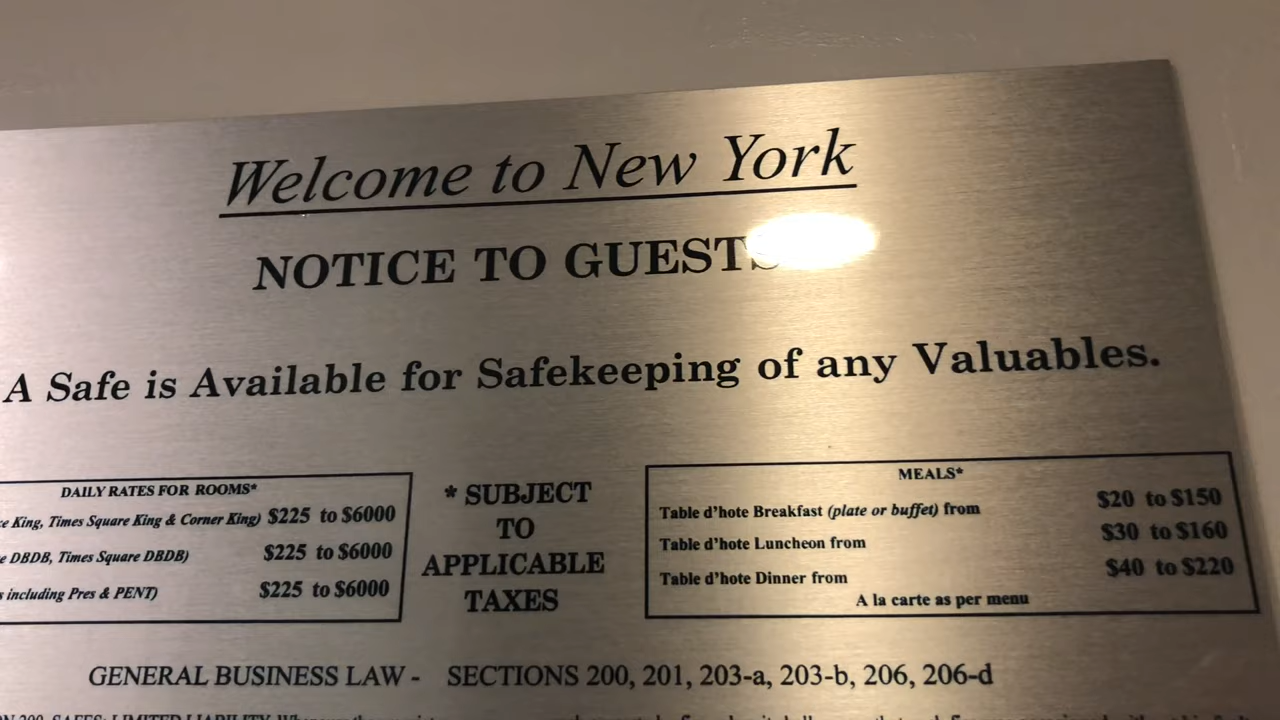 Welcome to New York
NOTICE TO GUESTS
A Safe is Available for Safekeeping of any Valuables.
DAILY RATES FOR ROOMS*
King, Times Square King & Corner King) $225 to $6000
DBDB, Times Square DBDB) $225 to $6000
including Pres & PENT) $225 to $6000
* SUBJECT
TO
APPLICABLE
TAXES
MEALS*
Table d'hote Breakfast (plate or buffet) from $20 to $150
Table d'hote Luncheon from $30 to $160
Table d'hote Dinner from $40 to $220
A la carte as per menu
GENERAL BUSINESS LAW - SECTIONS 200, 201, 203-a, 203-b, 206, 206-d